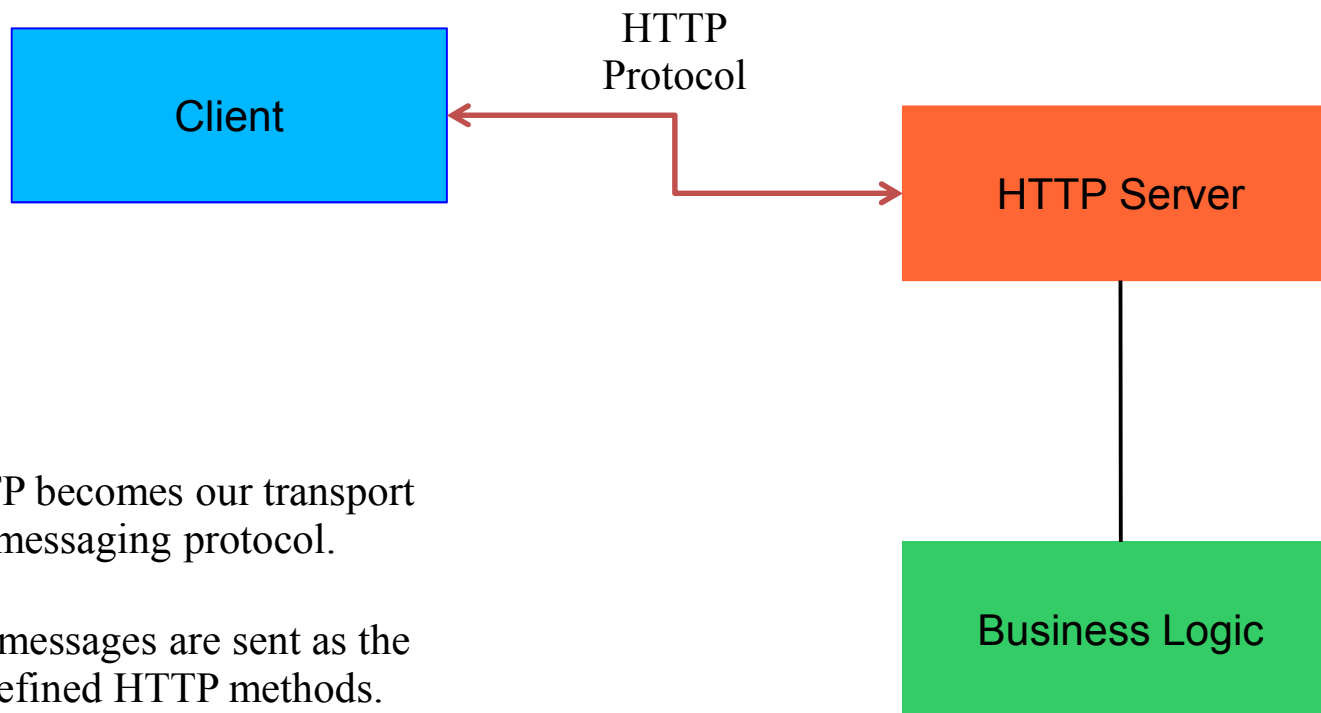 HTTP
Protocol
Client
HTTP Server
TP becomes our transport
messaging protocol.
messages are sent as the
efined HTTP methods.
Business Logic